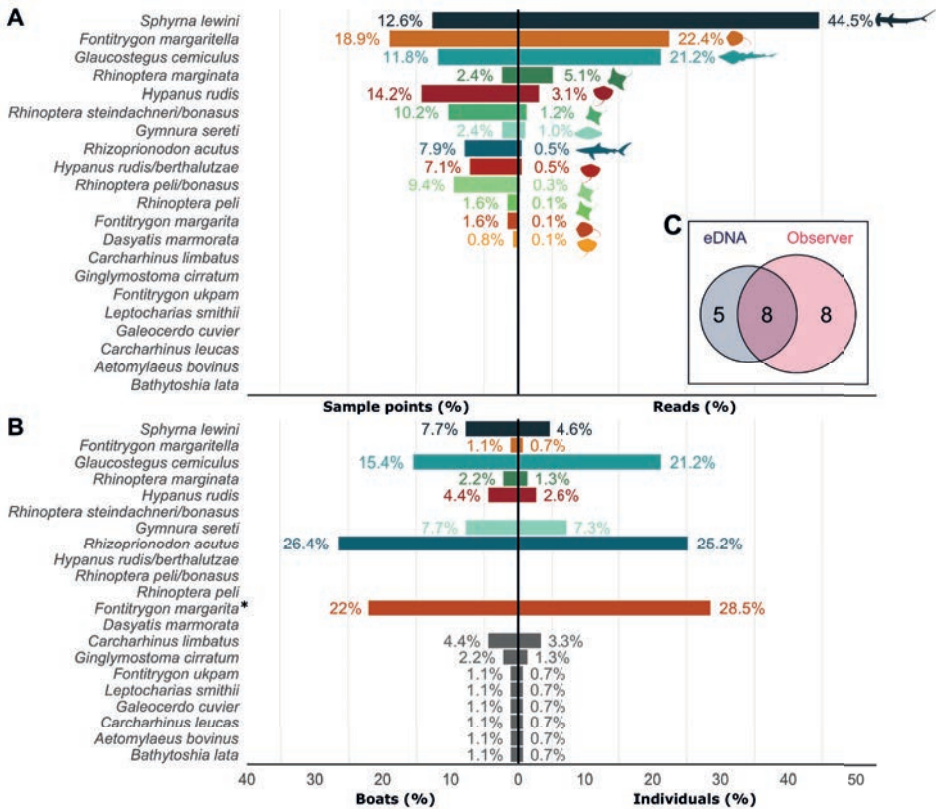 A
Sphyrna lewini 12.6% 44.5%
Fontitrygon margaritella 18.9% 22.4%
Glaucostegus cemiculus 11.8% 21.2%
Rhinoptera marginata 2.4% 5.1%
Hypanus rudis 14.2% 3.1%
Rhinoptera steindachneri/bonasus 10.2% 1.2%
Gymnura sereti 2.4% 1.0%
Rhizoprionodon acutus 7.9% 0.5%
Hypanus rudis/berthalutzae 7.1% 0.5%
Rhinoptera peli/bonasus 9.4% 0.3%
Rhinoptera peli 1.6% 0.1%
Fontitrygon margarita 1.6% 0.1%
Dasyatis marmorata 0.8% 0.1%
Carcharhinus limbatus
Ginglymostoma cirratum
Fontitrygon ukpam
Leptocharias smithii
Galeocerdo cuvier
Carcharhinus leucas
Aetomylaeus bovinus
Bathytoshia lata
Sample points (%) Reads (%)
C
eDNA Observer
5 8 8
B
Sphyrna lewini 7.7% 4.6%
Fontitrygon margaritella 1.1% 0.7%
Glaucostegus cemiculus 15.4% 21.2%
Rhinoptera marginata 2.2% 1.3%
Hypanus rudis 4.4% 2.6%
Rhinoptera steindachneri/bonasus
Gymnura sereti 7.7% 7.3%
Rhizoprionodon acutus 26.4% 25.2%
Hypanus rudis/berthalutzae
Rhinoptera peli/bonasus
Rhinoptera peli
Fontitrygon margarita* 22% 28.5%
Dasyatis marmorata
Carcharhinus limbatus 4.4% 3.3%
Ginglymostoma cirratum 2.2% 1.3%
Fontitrygon ukpam 1.1% 0.7%
Leptocharias smithii 1.1% 0.7%
Galeocerdo cuvier 1.1% 0.7%
Carcharhinus leucas 1.1% 0.7%
Aetomylaeus bovinus 1.1% 0.7%
Bathytoshia lata 1.1% 0.7%
40 30 20 10 0 10 20 30 40 50
Boats (%) Individuals (%)